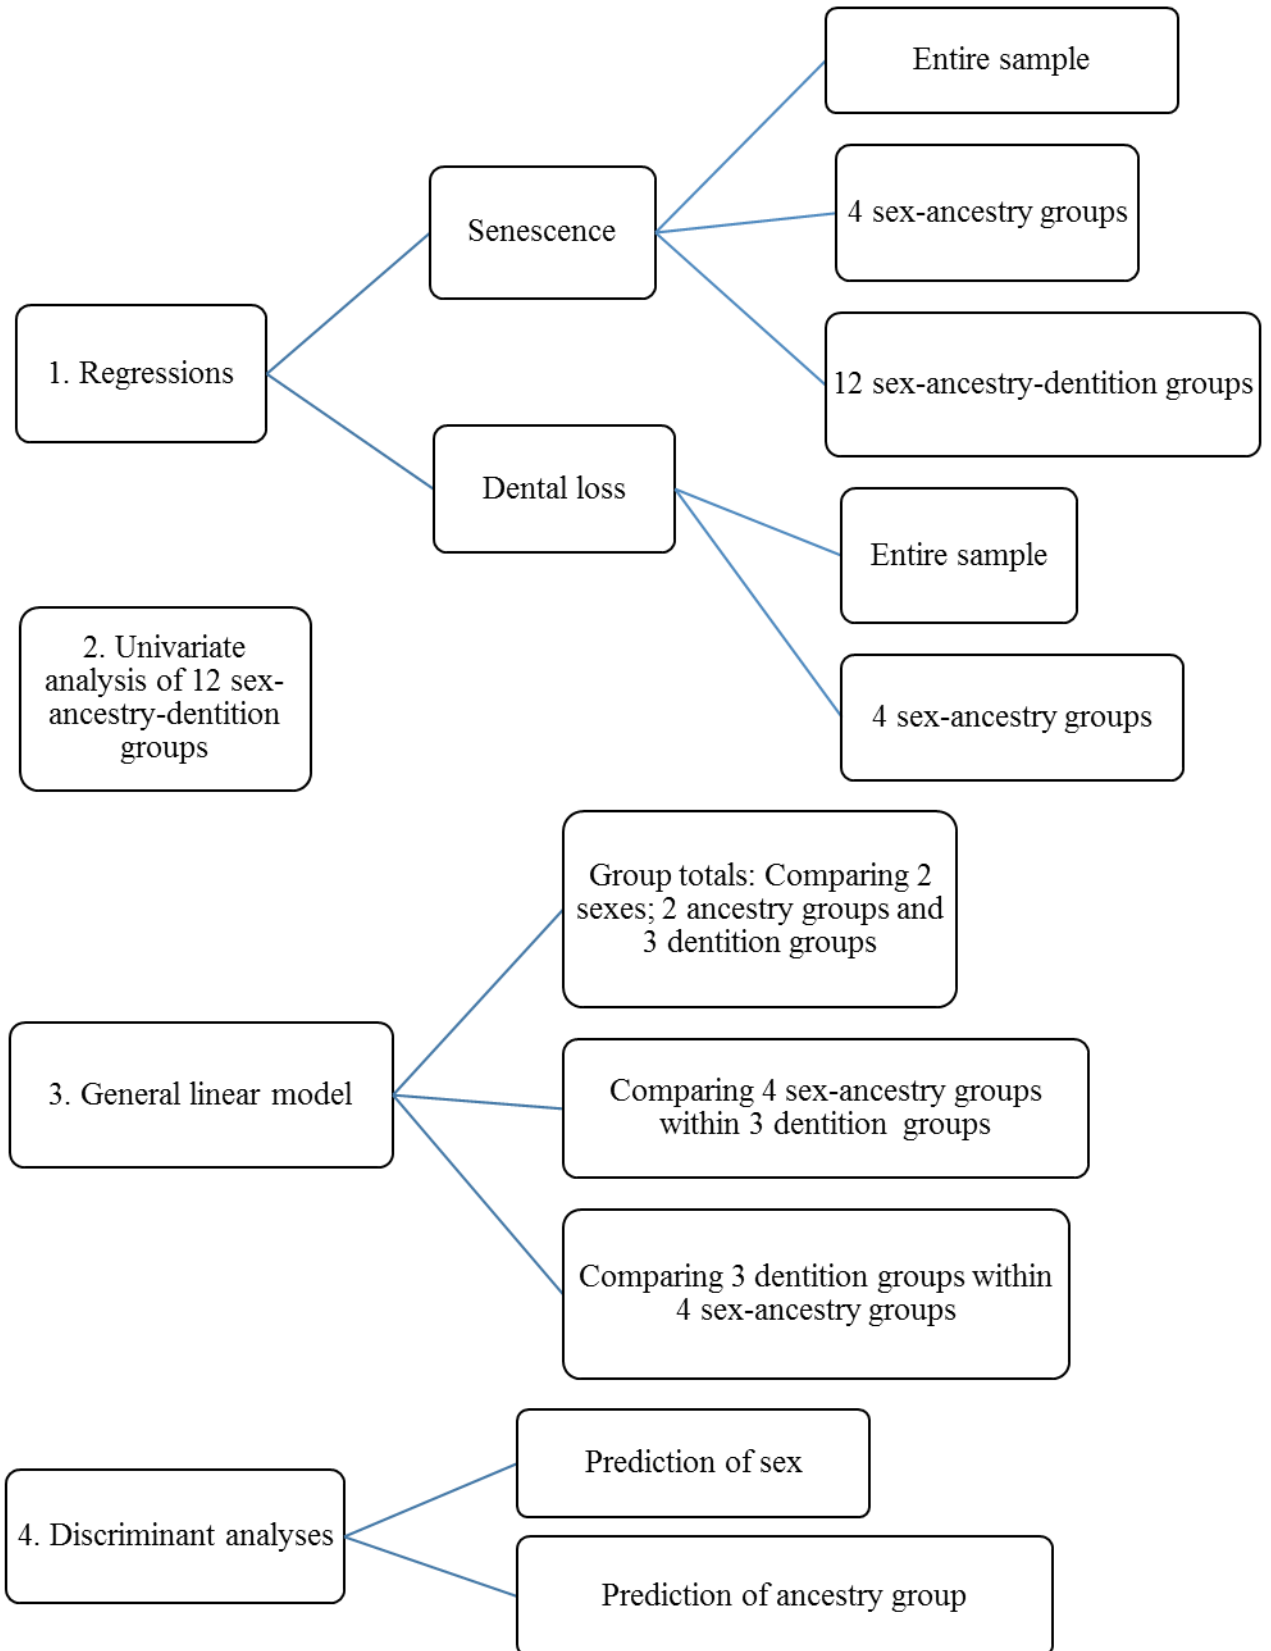 1. Regressions
Senescence
Entire sample
4 sex-ancestry groups
12 sex-ancestry-dentition groups
Dental loss
Entire sample
4 sex-ancestry groups
2. Univariate
analysis of 12 sex-
ancestry-dentition
groups
3. General linear model
Group totals: Comparing 2
sexes; 2 ancestry groups and
3 dentition groups
Comparing 4 sex-ancestry groups
within 3 dentition groups
Comparing 3 dentition groups within
4 sex-ancestry groups
4. Discriminant analyses
Prediction of sex
Prediction of ancestry group